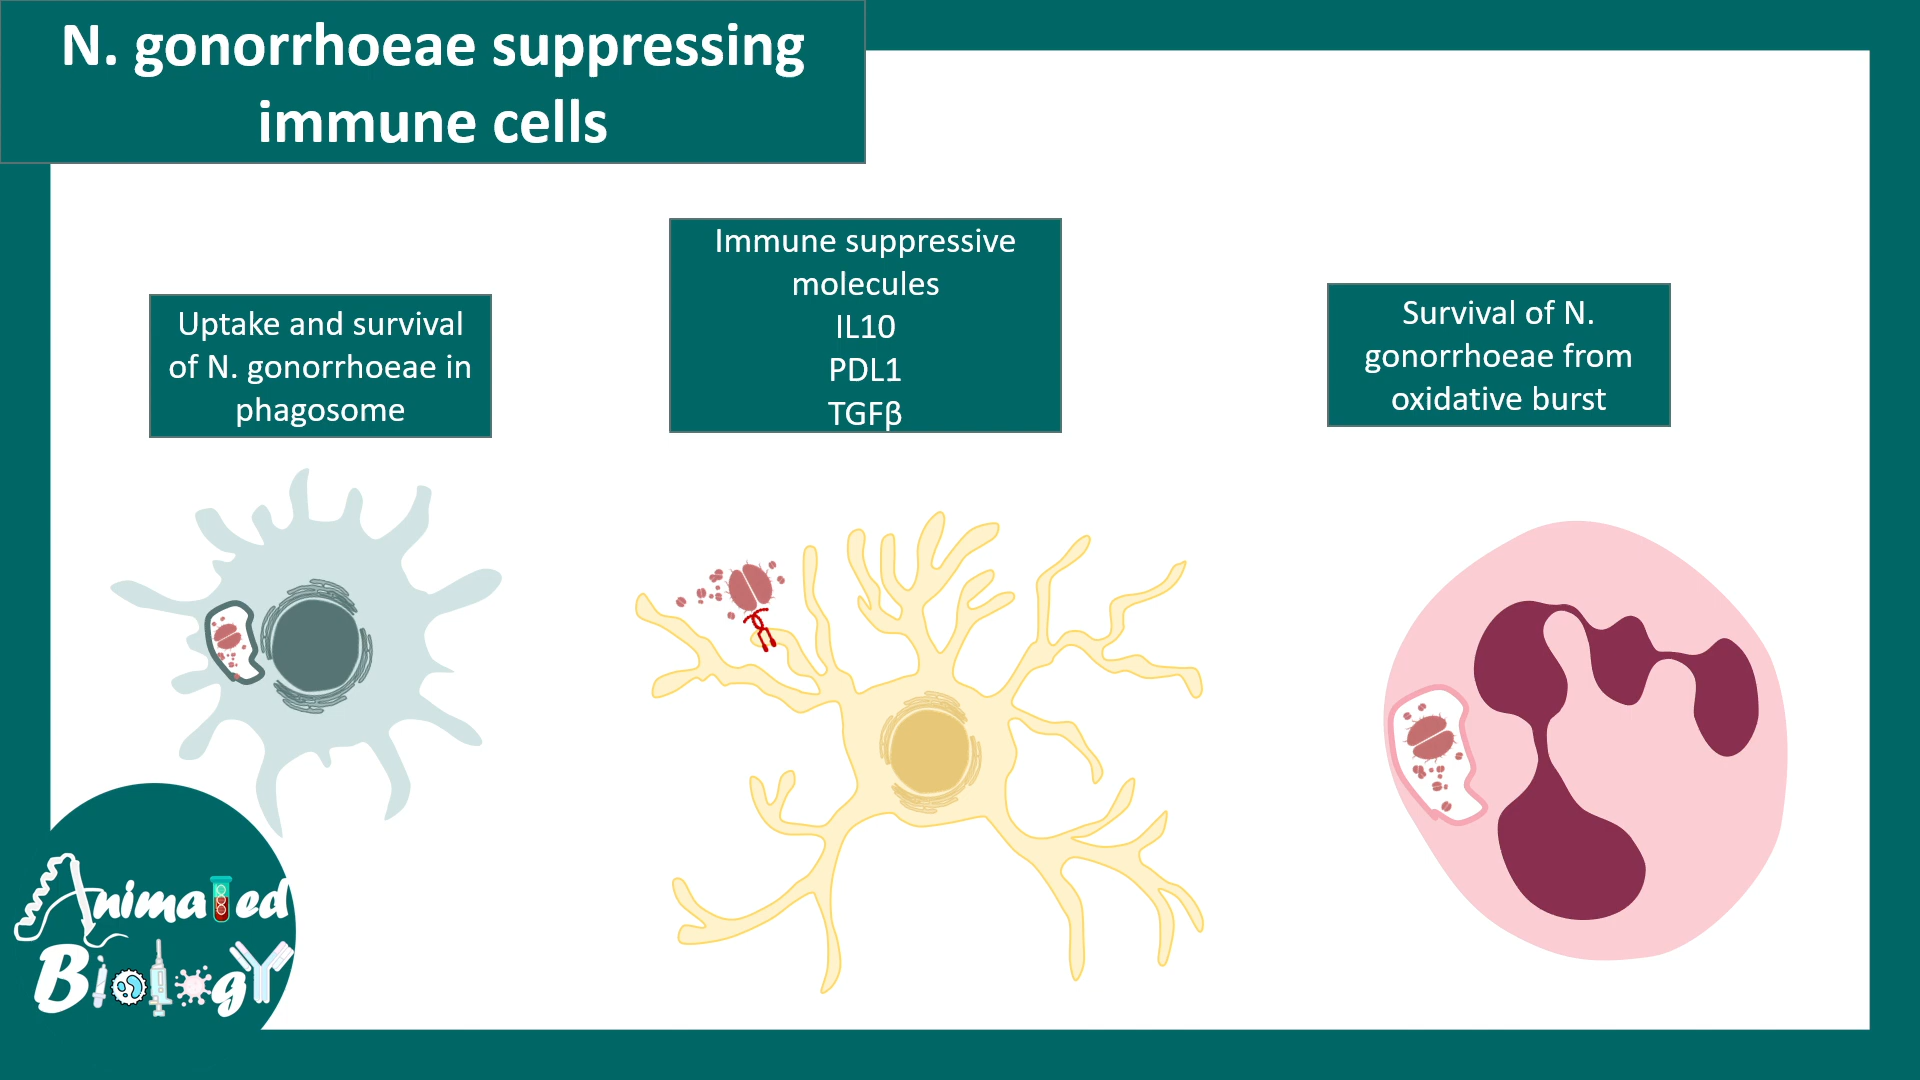 N. gonorrhoeae suppressing
immune cells
Uptake and survival
of N. gonorrhoeae in
phagosome
Immune suppressive
molecules
IL10
PDL1
TGFβ
Survival of N.
gonorrhoeae from
oxidative burst
Animated
Biology